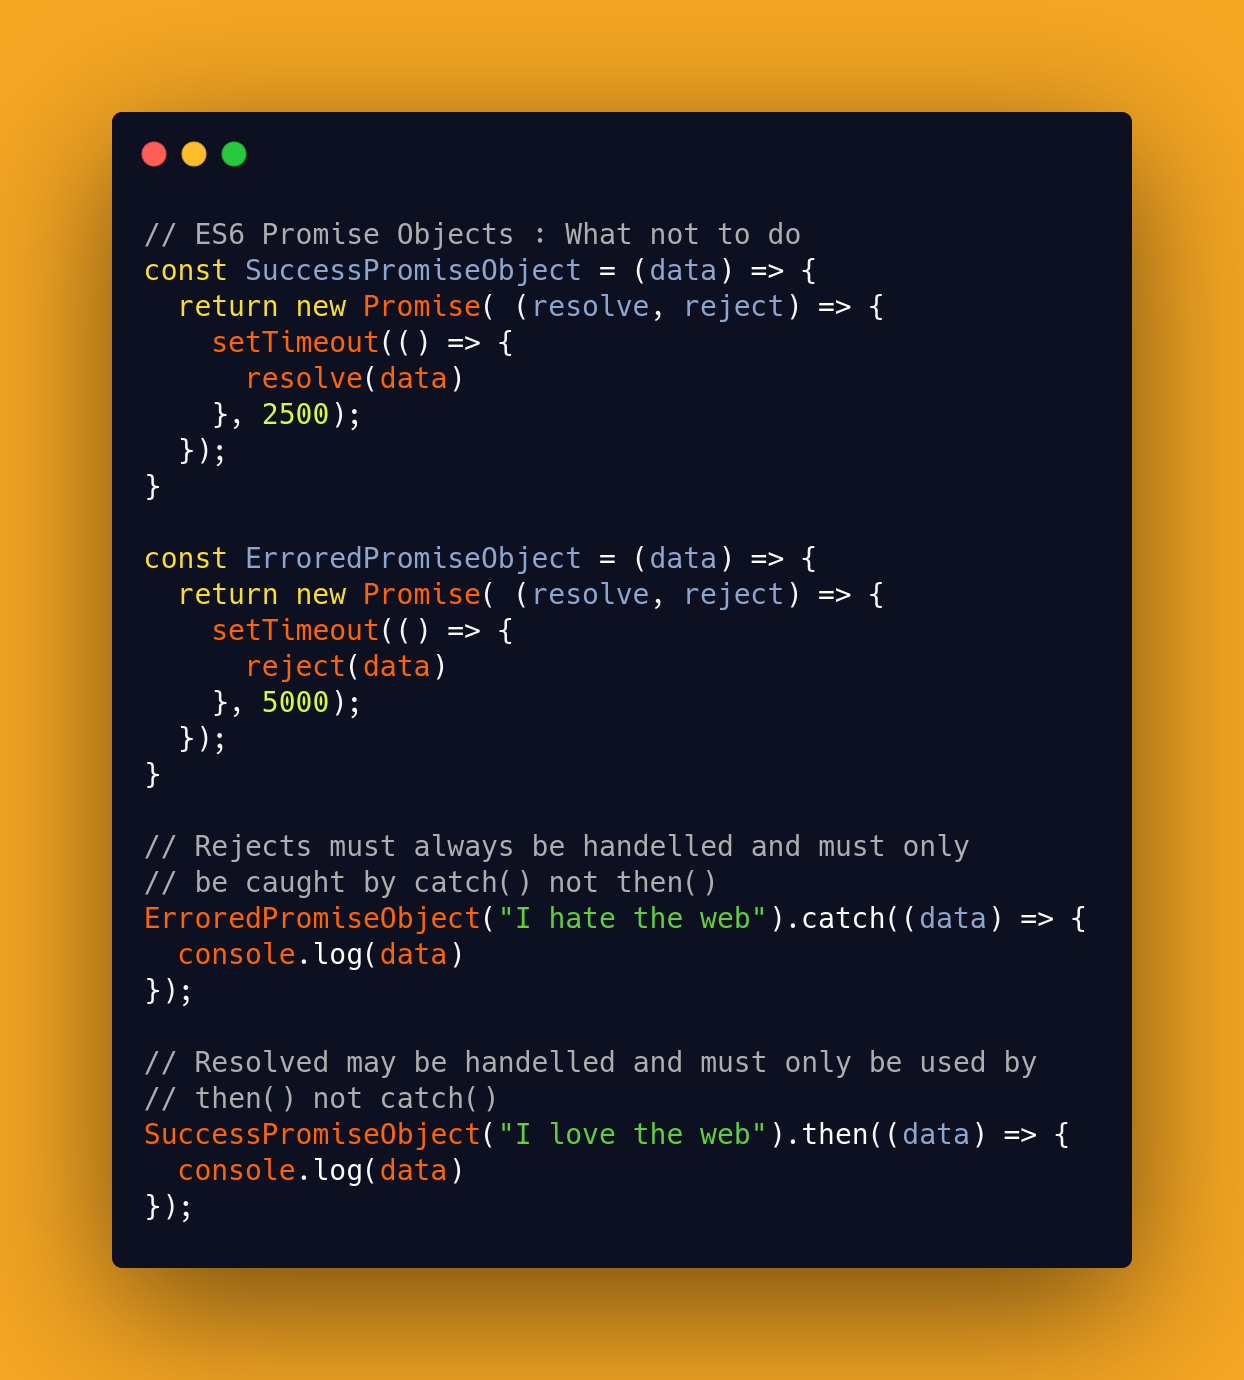 // ES6 Promise Objects : What not to do
const SuccessPromiseObject = (data) => {
  return new Promise( (resolve, reject) => {
    setTimeout(() => {
      resolve(data)
    }, 2500);
  });
}

const ErroredPromiseObject = (data) => {
  return new Promise( (resolve, reject) => {
    setTimeout(() => {
      reject(data)
    }, 5000);
  });
}

// Rejects must always be handelled and must only
// be caught by catch() not then()
ErroredPromiseObject("I hate the web").catch((data) => {
  console.log(data)
});

// Resolved may be handelled and must only be used by
// then() not catch()
SuccessPromiseObject("I love the web").then((data) => {
  console.log(data)
});